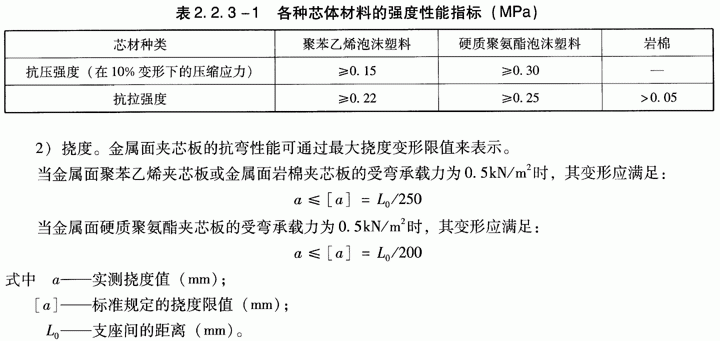 表2.2.3-1 各种芯体材料的强度性能指标（MPa）
芯材种类 聚苯乙烯泡沫塑料 硬质聚氨酯泡沫塑料 岩棉
抗压强度（在10%变形下的压缩应力） ≥0.15 ≥0.30 —
抗拉强度 ≥0.22 ≥0.25 >0.05
2）挠度。金属面夹芯板的抗弯性能可通过最大挠度变形限值来表示。
当金属面聚苯乙烯夹芯板或金属面岩棉夹芯板的受弯承载力为0.5kN/m²时，其变形应满足：
a ≤ [a] = L₀/250
当金属面硬质聚氨酯夹芯板的受弯承载力为0.5kN/m²时，其变形应满足：
a ≤ [a] = L₀/200
式中 a——实测挠度值（mm）；
[a]——标准规定的挠度限值（mm）；
L₀——支座间的距离（mm）。